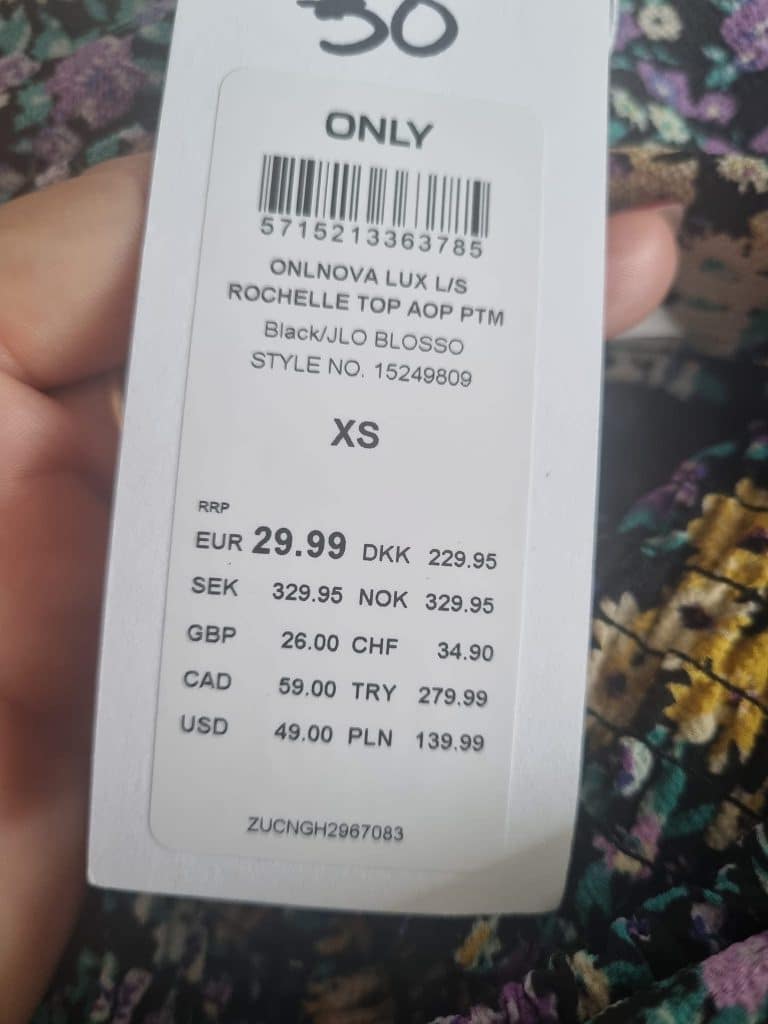 50
ONLY
5715213363785
ONLNOVA LUX L/S
ROCHELLE TOP AOP PTM
Black/JLO BLOSSO
STYLE NO. 15249809
XS
RRP
EUR 29.99 DKK 229.95
SEK 329.95 NOK 329.95
GBP 26.00 CHF 34.90
CAD 59.00 TRY 279.99
USD 49.00 PLN 139.99
ZUCNGH2967083